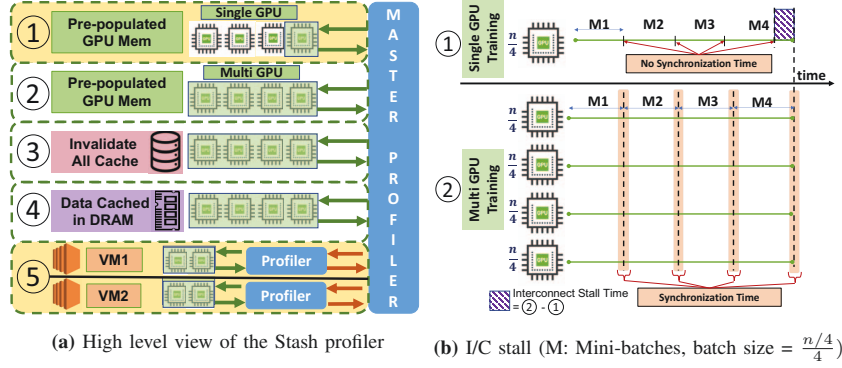 1
Pre-populated
GPU Mem
Single GPU
2
Pre-populated
GPU Mem
Multi GPU
3
Invalidate
All Cache
4
Data Cached
in DRAM
5
VM1
Profiler
VM2
Profiler
MASTER PROFILER
(a) High level view of the Stash profiler
1
Single GPU
Training
n/4
M1 M2 M3 M4
No Synchronization Time
time
2
Multi GPU
Training
M1 M2 M3 M4
n/4
n/4
n/4
n/4
Interconnect Stall Time
= ② - ①
Synchronization Time
(b) I/C stall (M: Mini-batches, batch size = \frac{n/4}{4})